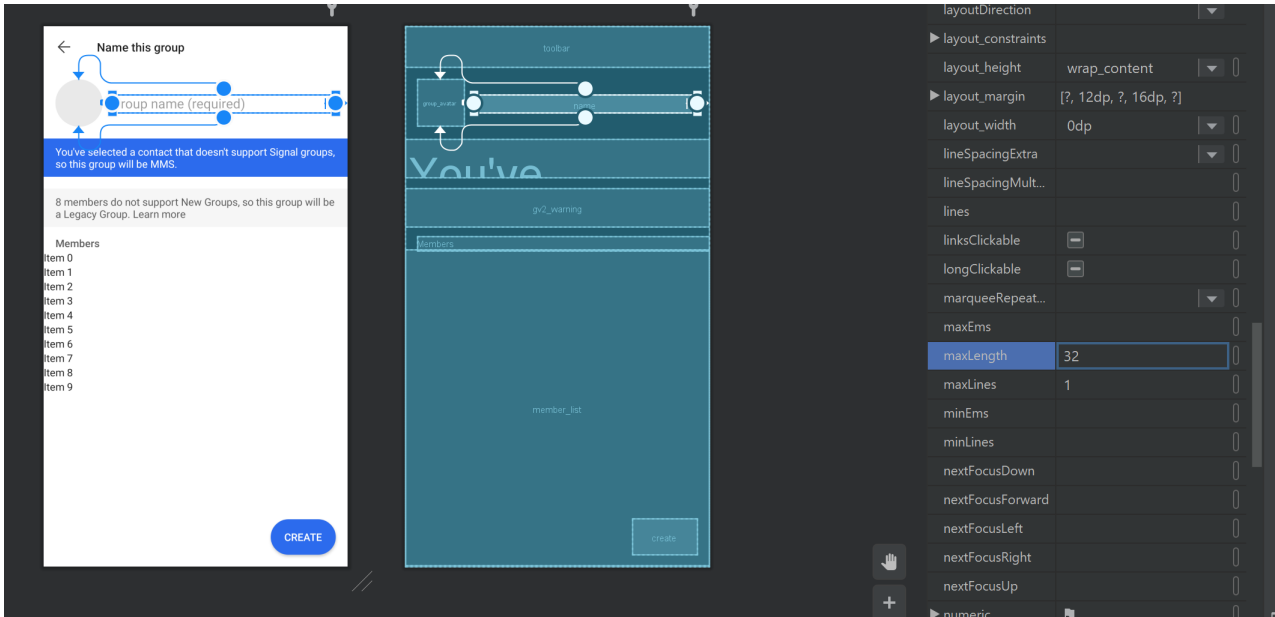 Name this group
roup name (required)
You've selected a contact that doesn't support Signal groups,
so this group will be MMS.
8 members do not support New Groups, so this group will be
a Legacy Group. Learn more
Members
Item 0
Item 1
Item 2
Item 3
Item 4
Item 5
Item 6
Item 7
Item 8
Item 9
CREATE
toolbar
group_avatar
name
You've
gv2_warning
Members
member_list
create
layoutDirection
layout_constraints
layout_height wrap_content
layout_margin [?, 12dp, ?, 16dp, ?]
layout_width 0dp
lineSpacingExtra
lineSpacingMult...
lines
linksClickable
longClickable
marqueeRepeat...
maxEms
maxLength 32
maxLines 1
minEms
minLines
nextFocusDown
nextFocusForward
nextFocusLeft
nextFocusRight
nextFocusUp
numeric